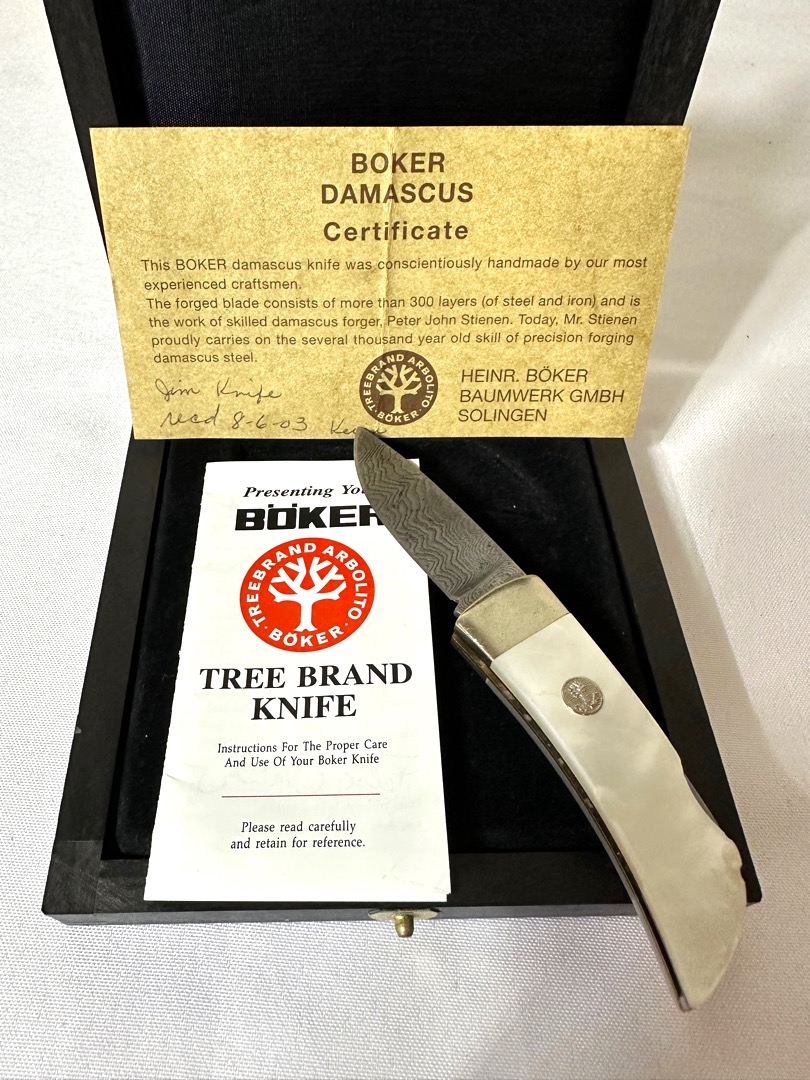 BOKER
DAMASCUS
Certificate
This BOKER damascus knife was conscientiously handmade by our most
experienced craftsmen.
The forged blade consists of more than 300 layers (of steel and iron) and is
the work of skilled damascus forger, Peter John Stienen. Today, Mr. Stienen
proudly carries on the several thousand year old skill of precision forging
damascus steel.
Jim Knife
recd 8-6-03
TREEBRAND ARBOLITO
· BÖKER ·
HEINR. BÖKER
BAUMWERK GMBH
SOLINGEN
Presenting
BÖKER
TREEBRAND ARBOLITO
· BÖKER ·
TREE BRAND
KNIFE
Instructions For The Proper Care
And Use Of Your Boker Knife
Please read carefully
and retain for reference.